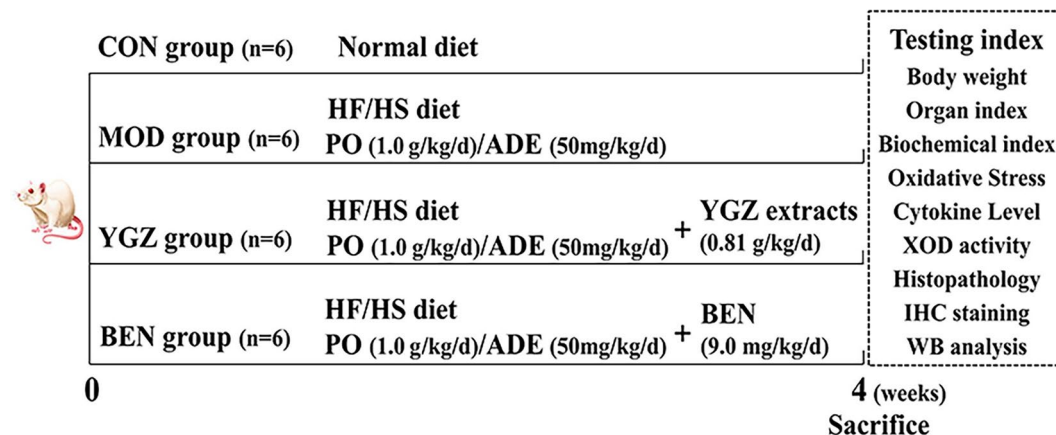 CON group (n=6) Normal diet
MOD group (n=6)
HF/HS diet
PO (1.0 g/kg/d)/ADE (50mg/kg/d)
YGZ group (n=6)
HF/HS diet
PO (1.0 g/kg/d)/ADE (50mg/kg/d)
+
YGZ extracts
(0.81 g/kg/d)
BEN group (n=6)
HF/HS diet
PO (1.0 g/kg/d)/ADE (50mg/kg/d)
+
BEN
(9.0 mg/kg/d)
0
4 (weeks)
Sacrifice
Testing index
Body weight
Organ index
Biochemical index
Oxidative Stress
Cytokine Level
XOD activity
Histopathology
IHC staining
WB analysis